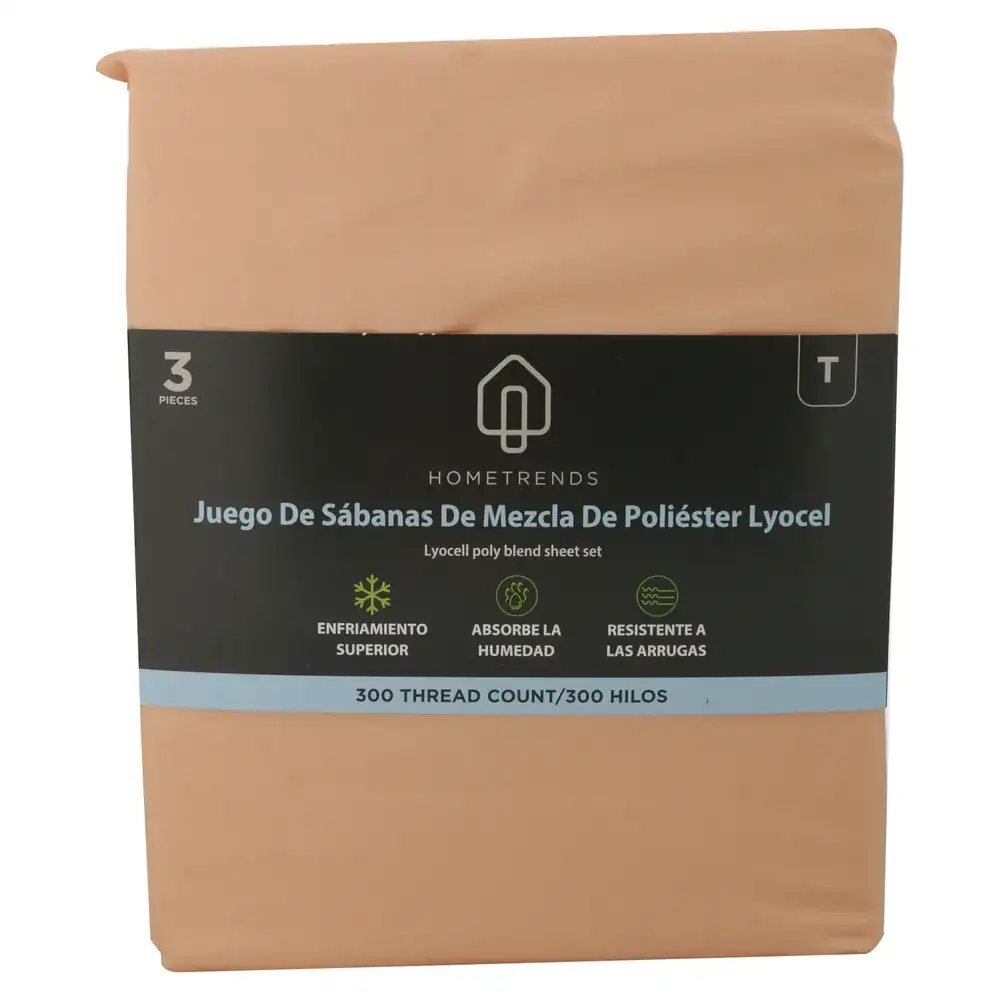 3
PIECES
T
HOMETRENDS
Juego De Sábanas De Mezcla De Poliéster Lyocel
Lyocell poly blend sheet set
ENFRIAMIENTO
SUPERIOR
ABSORBE LA
HUMEDAD
RESISTENTE A
LAS ARRUGAS
300 THREAD COUNT/300 HILOS